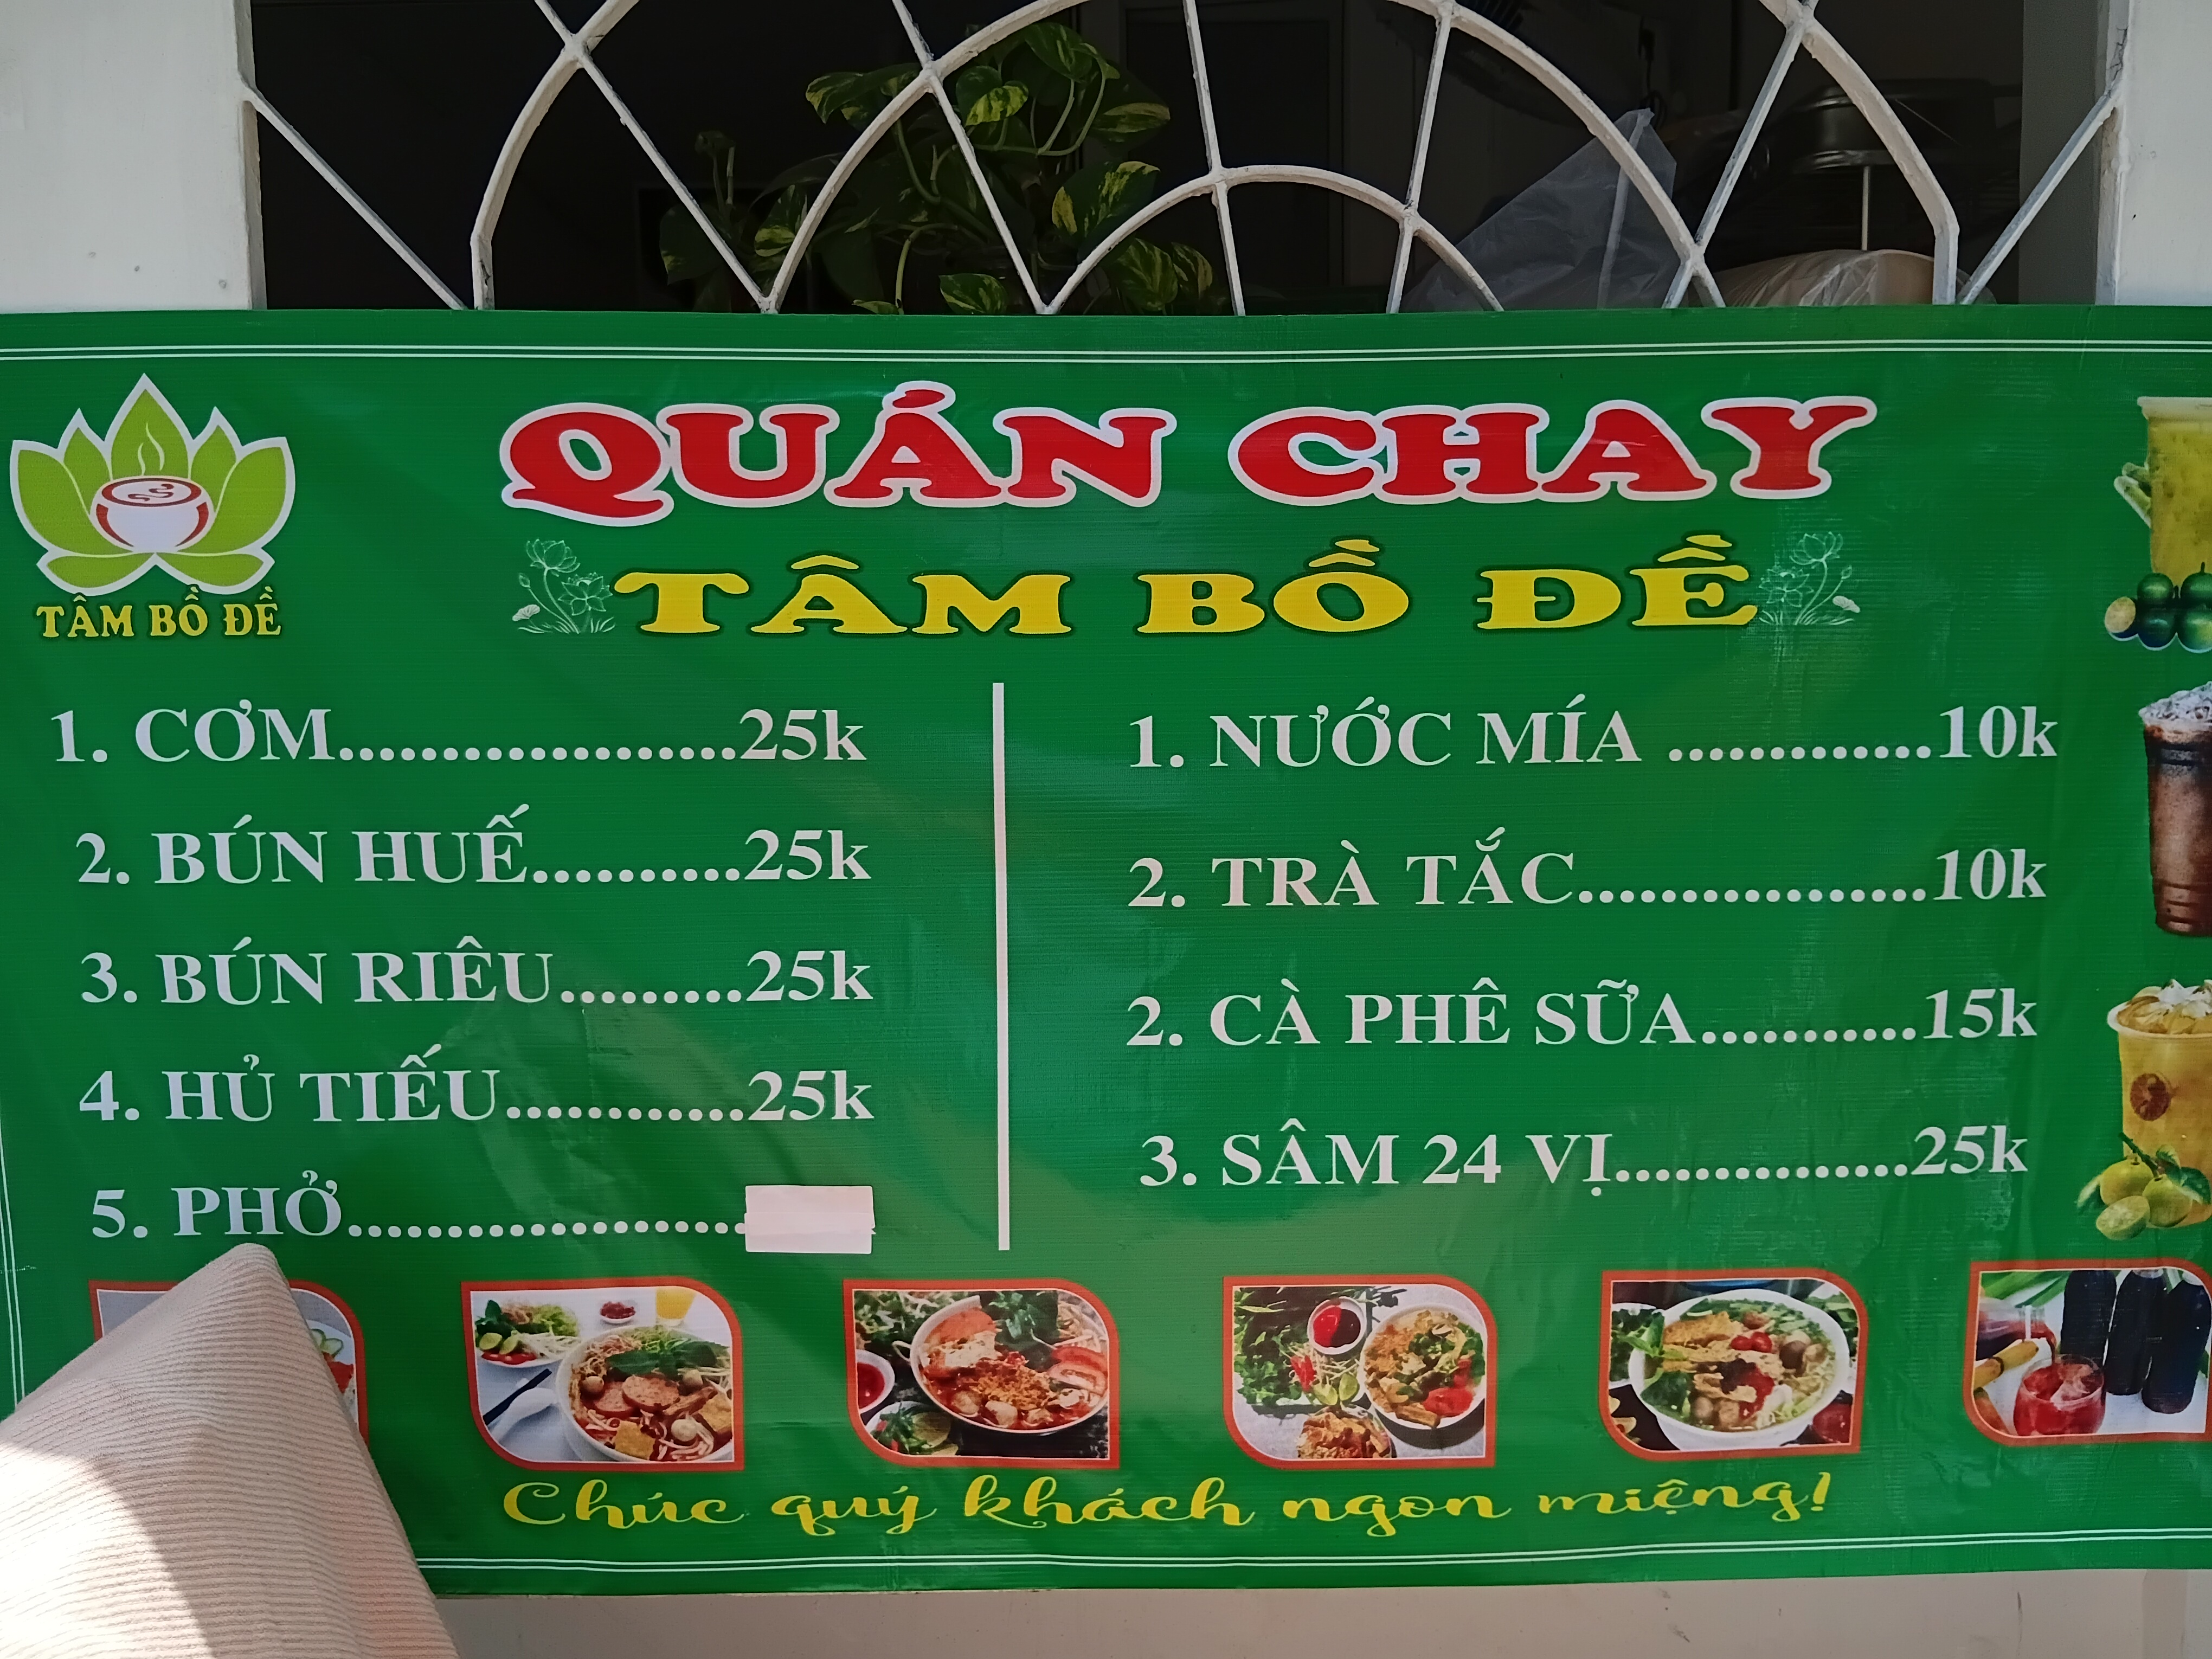 QUÁN CHAY
TÂM BỒ ĐỀ
TÂM BỒ ĐỀ
1. CƠM...................25k
2. BÚN HUẾ..........25k
3. BÚN RIÊU.........25k
4. HỦ TIẾU............25k
5. PHỞ...................
1. NƯỚC MÍA .............10k
2. TRÀ TẮC.................10k
2. CÀ PHÊ SỮA...........15k
3. SÂM 24 VỊ...............25k
Chúc quý khách ngon miệng!